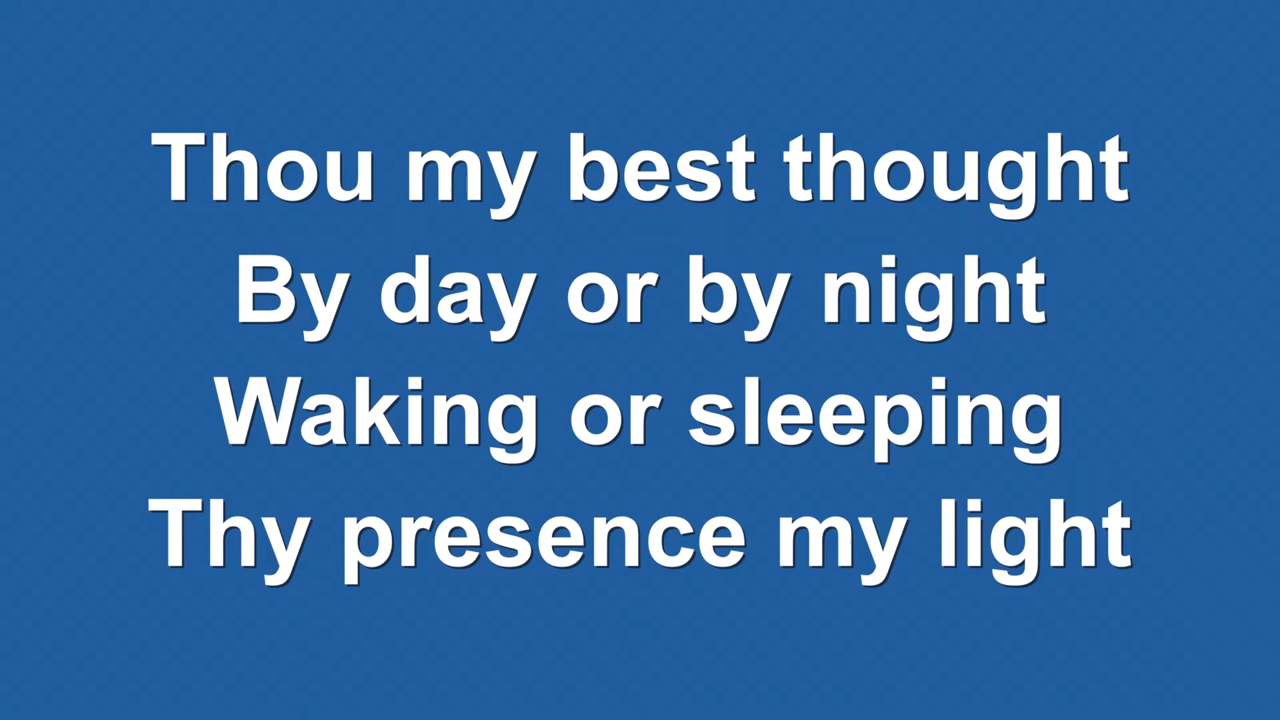 Thou my best thought
By day or by night
Waking or sleeping
Thy presence my light